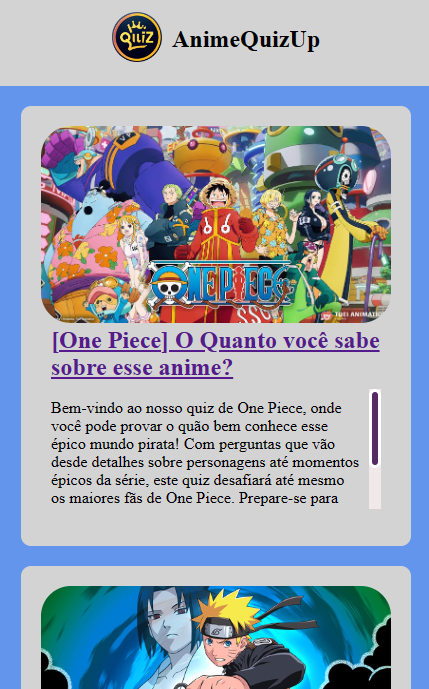 QUIZ
AnimeQuizUp
ONE PIECE
TOEI ANIMATI
[One Piece] O Quanto você sabe
sobre esse anime?
Bem-vindo ao nosso quiz de One Piece, onde
você pode provar o quão bem conhece esse
épico mundo pirata! Com perguntas que vão
desde detalhes sobre personagens até momentos
épicos da série, este quiz desafiará até mesmo
os maiores fãs de One Piece. Prepare-se para